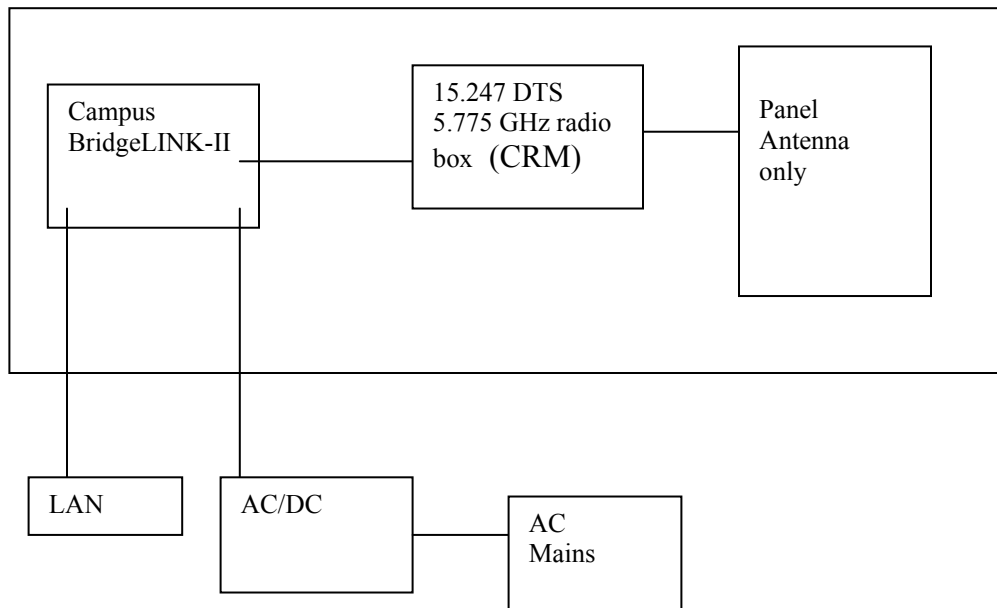 Campus
BridgeLINK-II
15.247 DTS
5.775 GHz radio
box (CRM)
Panel
Antenna
only
LAN
AC/DC
AC
Mains